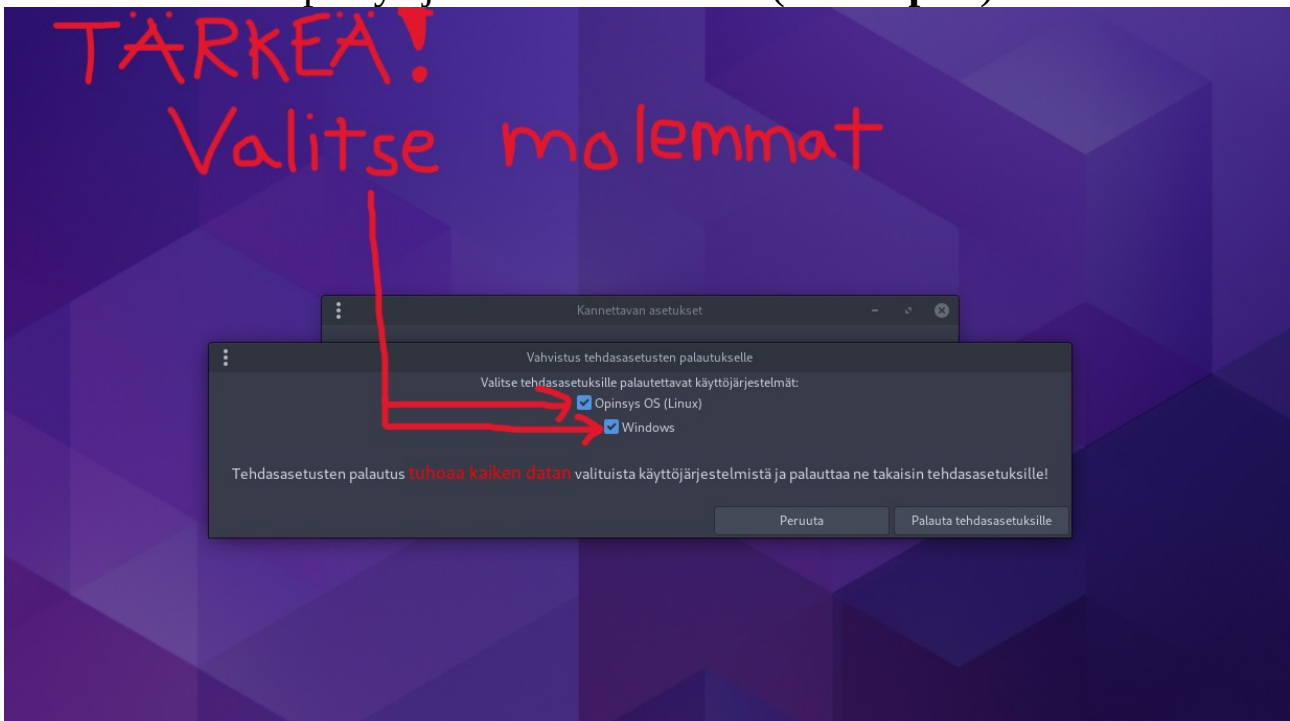 TÄRKEÄ!
Valitse molemmat
Kannettavan asetukset
Vahvistus tehdasasetusten palautukselle
Valitse tehdasasetuksille palautettavat käyttöjärjestelmät:
Opinsys OS (Linux)
Windows
Tehdasasetusten palautus tuhoaa kaiken datan valituista käyttöjärjestelmistä ja palauttaa ne takaisin tehdasasetuksille!
Peruuta Palauta tehdasasetuksille